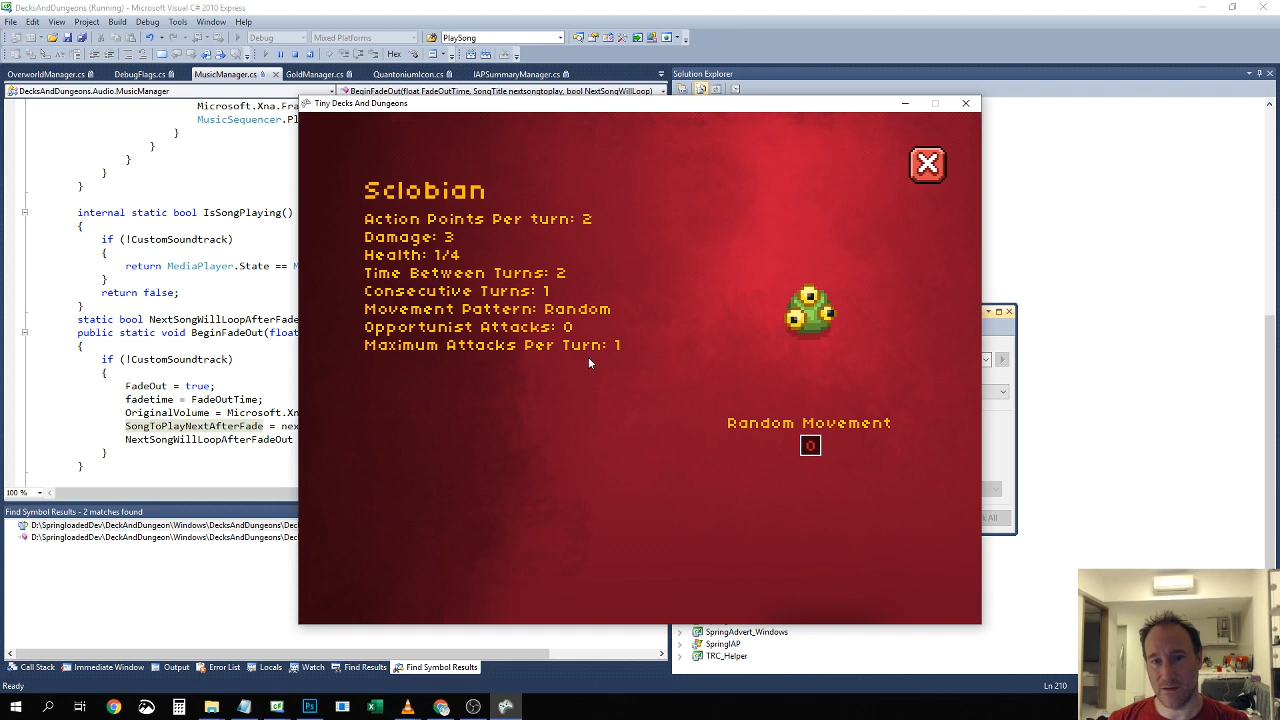 DecksAndDungeons (Running) - Microsoft Visual C# 2010 Express
File Edit View Project Build Debug Tools Window Help
Debug Mixed Platforms PlaySong
Hex
OverworldManager.cs DebugFlags.cs MusicManager.cs GoldManager.cs QuantoniumIcon.cs IAPSummaryManager.cs
Solution Explorer
DecksAndDungeons.Audio.MusicManager BeginFadeOut(float FadeOutTime, SongTitle nextsongtoplay, bool NextSongWillLoop)
Tiny Decks And Dungeons
Microsoft.Xna.Fra
MusicSequencer.Pl
}
}
}
}
internal static bool IsSongPlaying()
{
if (!CustomSoundtrack)
{
return MediaPlayer.State == M
}
return false;
}
static bool NextSongWillLoopAfterFade
public static void BeginFadeOut(float
{
if (!CustomSoundtrack)
{
FadeOut = true;
fadetime = FadeOutTime;
OriginalVolume = Microsoft.Xn
SongToPlayNextAfterFade = nex
NextSongWillLoopAfterFadeOut
}
}
100 %
Sclobian
Action Points Per turn: 2
Damage: 3
Health: 1/4
Time Between Turns: 2
Consecutive Turns: 1
Movement Pattern: Random
Opportunist Attacks: 0
Maximum Attacks Per Turn: 1
Random Movement
0
Find Symbol Results - 2 matches found
D:\SpringloadedDev\DeckAndDungeon\Windows\DecksAndDungeons\Dec
D:\SpringloadedDev\DeckAndDungeon\Windows\DecksAndDungeons\Dec
All
SpringAdvert_Windows
SpringIAP
TRC_Helper
Call Stack Immediate Window Output Error List Locals Watch Find Results Find Symbol Results
Ready Ln 210